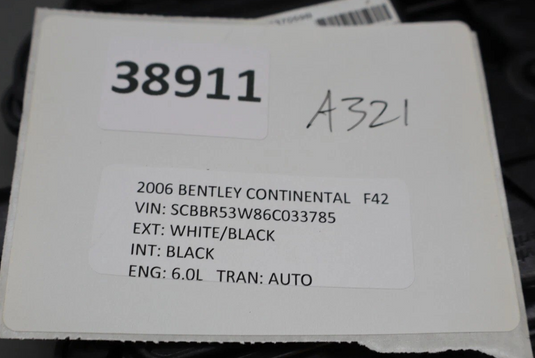 38911
A321
2006 BENTLEY CONTINENTAL F42
VIN: SCBBR53W86C033785
EXT: WHITE/BLACK
INT: BLACK
ENG: 6.0L TRAN: AUTO